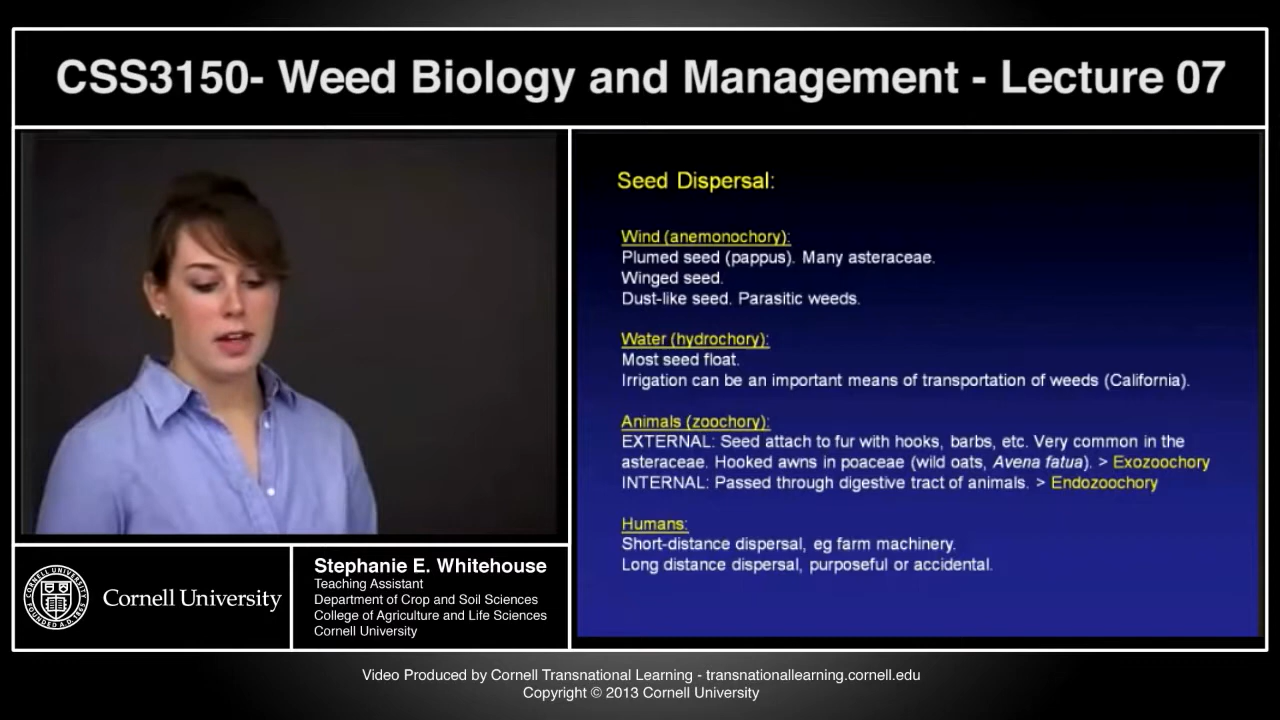 CSS3150- Weed Biology and Management - Lecture 07
Seed Dispersal:
Wind (anemonochory):
Plumed seed (pappus). Many asteraceae.
Winged seed.
Dust-like seed. Parasitic weeds.
Water (hydrochory):
Most seed float.
Irrigation can be an important means of transportation of weeds (California).
Animals (zoochory):
EXTERNAL: Seed attach to fur with hooks, barbs, etc. Very common in the
asteraceae. Hooked awns in poaceae (wild oats, Avena fatua). > Exozoochory
INTERNAL: Passed through digestive tract of animals. > Endozoochory
Humans:
Short-distance dispersal, eg farm machinery.
Long distance dispersal, purposeful or accidental.
Cornell University
Stephanie E. Whitehouse
Teaching Assistant
Department of Crop and Soil Sciences
College of Agriculture and Life Sciences
Cornell University
Video Produced by Cornell Transnational Learning - transnationallearning.cornell.edu
Copyright © 2013 Cornell University